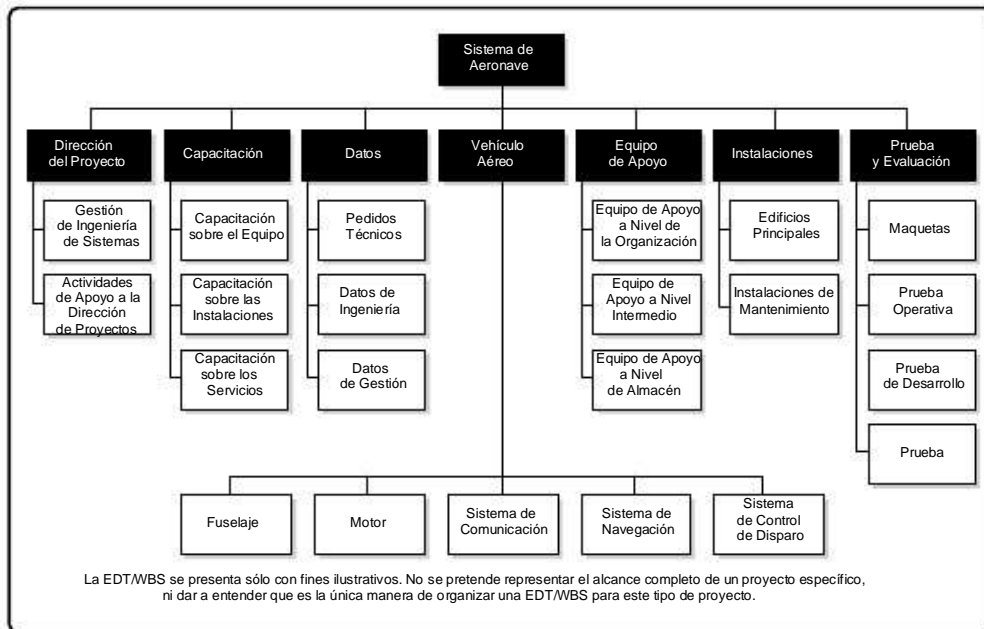 Sistema de
Aeronave
Dirección
del Proyecto
Capacitación
Datos
Vehículo
Aéreo
Equipo
de Apoyo
Instalaciones
Prueba
y Evaluación
Gestión
de Ingeniería
de Sistemas
Actividades
de Apoyo a la
Dirección
de Proyectos
Capacitación
sobre el Equipo
Capacitación
sobre las
Instalaciones
Capacitación
sobre los
Servicios
Pedidos
Técnicos
Datos de
Ingeniería
Datos
de Gestión
Equipo de Apoyo
a Nivel de
la Organización
Equipo de
Apoyo a Nivel
Intermedio
Equipo de Apoyo
a Nivel
de Almacén
Edificios
Principales
Instalaciones de
Mantenimiento
Maquetas
Prueba
Operativa
Prueba
de Desarrollo
Prueba
Fuselaje
Motor
Sistema de
Comunicación
Sistema de
Navegación
Sistema
de Control
de Disparo
La EDT/WBS se presenta sólo con fines ilustrativos. No se pretende representar el alcance completo de un proyecto específico,
ni dar a entender que es la única manera de organizar una EDT/WBS para este tipo de proyecto.